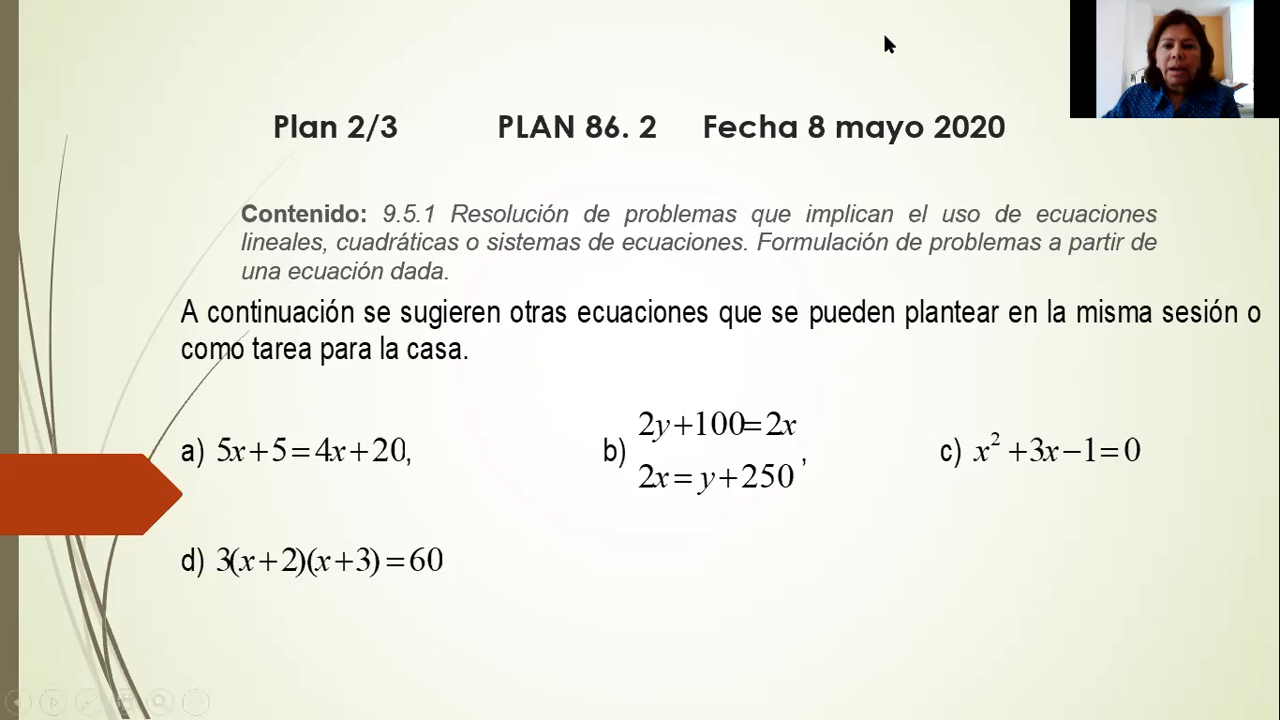 Plan 2/3 PLAN 86. 2 Fecha 8 mayo 2020
Contenido: 9.5.1 Resolución de problemas que implican el uso de ecuaciones
lineales, cuadráticas o sistemas de ecuaciones. Formulación de problemas a partir de
una ecuación dada.
A continuación se sugieren otras ecuaciones que se pueden plantear en la misma sesión o
como tarea para la casa.
a) 5x+5=4x+20,
b) 2y+100=2x
2x=y+250 ,
c) x²+3x−1=0
d) 3(x+2)(x+3)=60